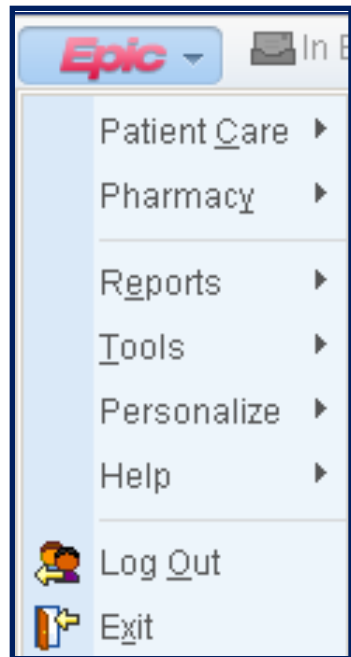 Epic In
Patient Care
Pharmacy
Reports
Tools
Personalize
Help
Log Out
Exit